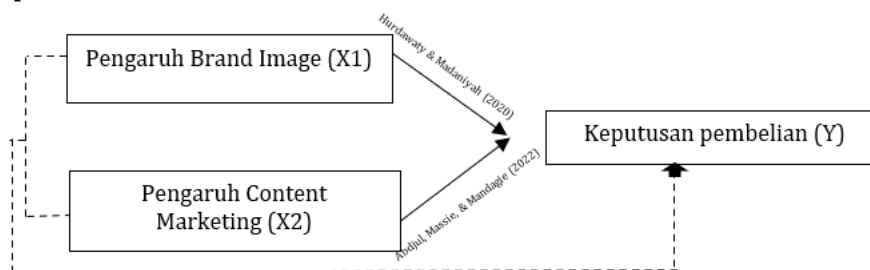 Pengaruh Brand Image (X1)
Hurdawaty & Madaniyah (2020)
Keputusan pembelian (Y)
Pengaruh Content
Marketing (X2)
Abdjul, Massie, & Mandagie (2022)